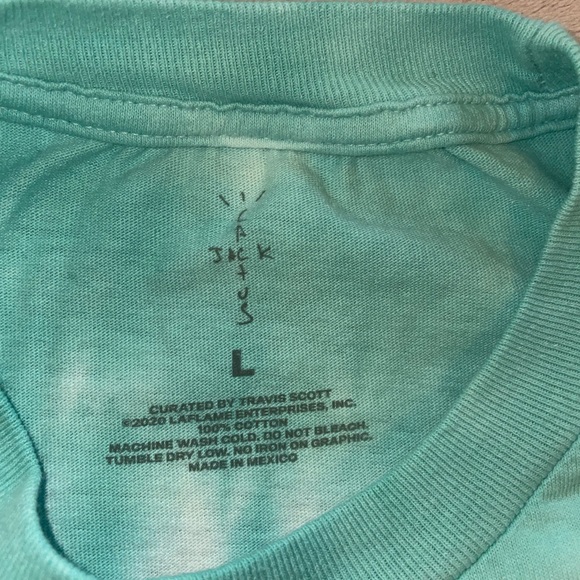 CACTUS
JACK
L
CURATED BY TRAVIS SCOTT
©2020 LAFLAME ENTERPRISES, INC.
100% COTTON
MACHINE WASH COLD. DO NOT BLEACH.
TUMBLE DRY LOW. NO IRON ON GRAPHIC.
MADE IN MEXICO